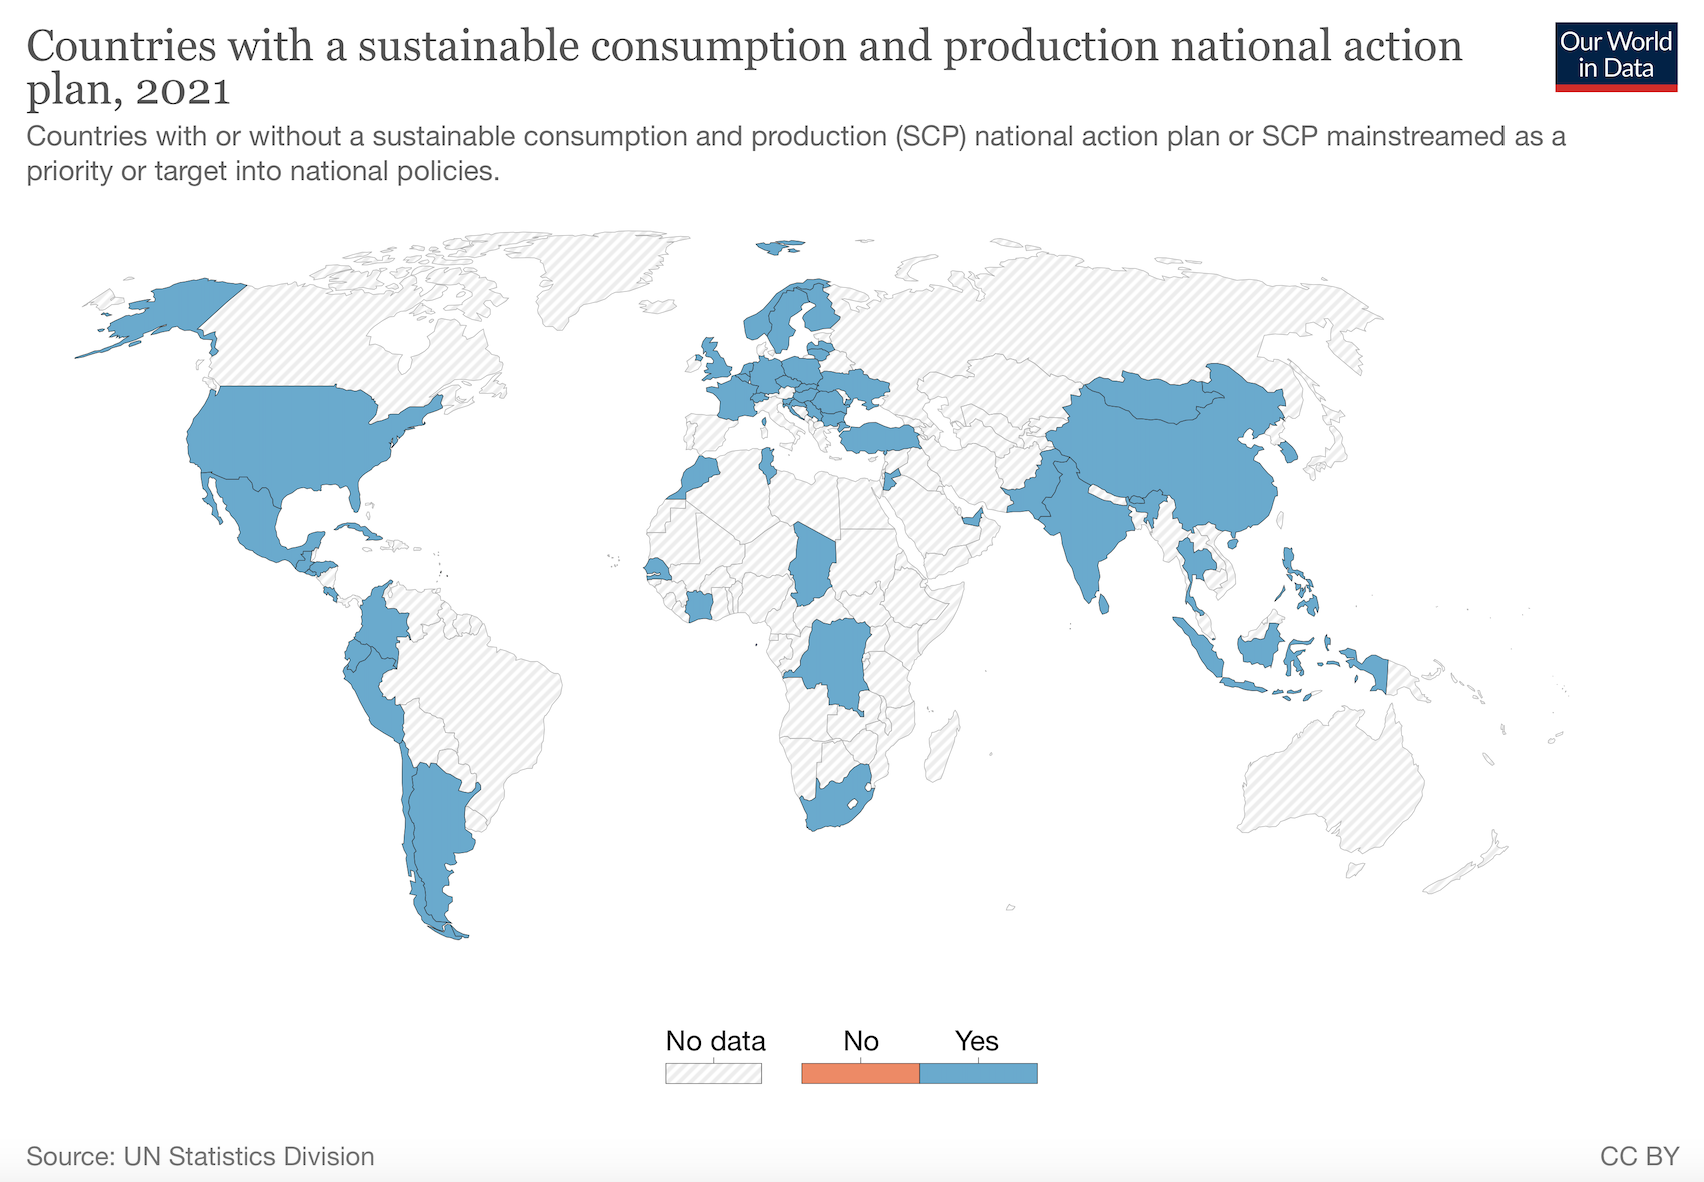 Countries with a sustainable consumption and production national action
plan, 2021
Our World
in Data
Countries with or without a sustainable consumption and production (SCP) national action plan or SCP mainstreamed as a
priority or target into national policies.
No data
No
Yes
Source: UN Statistics Division
CC BY